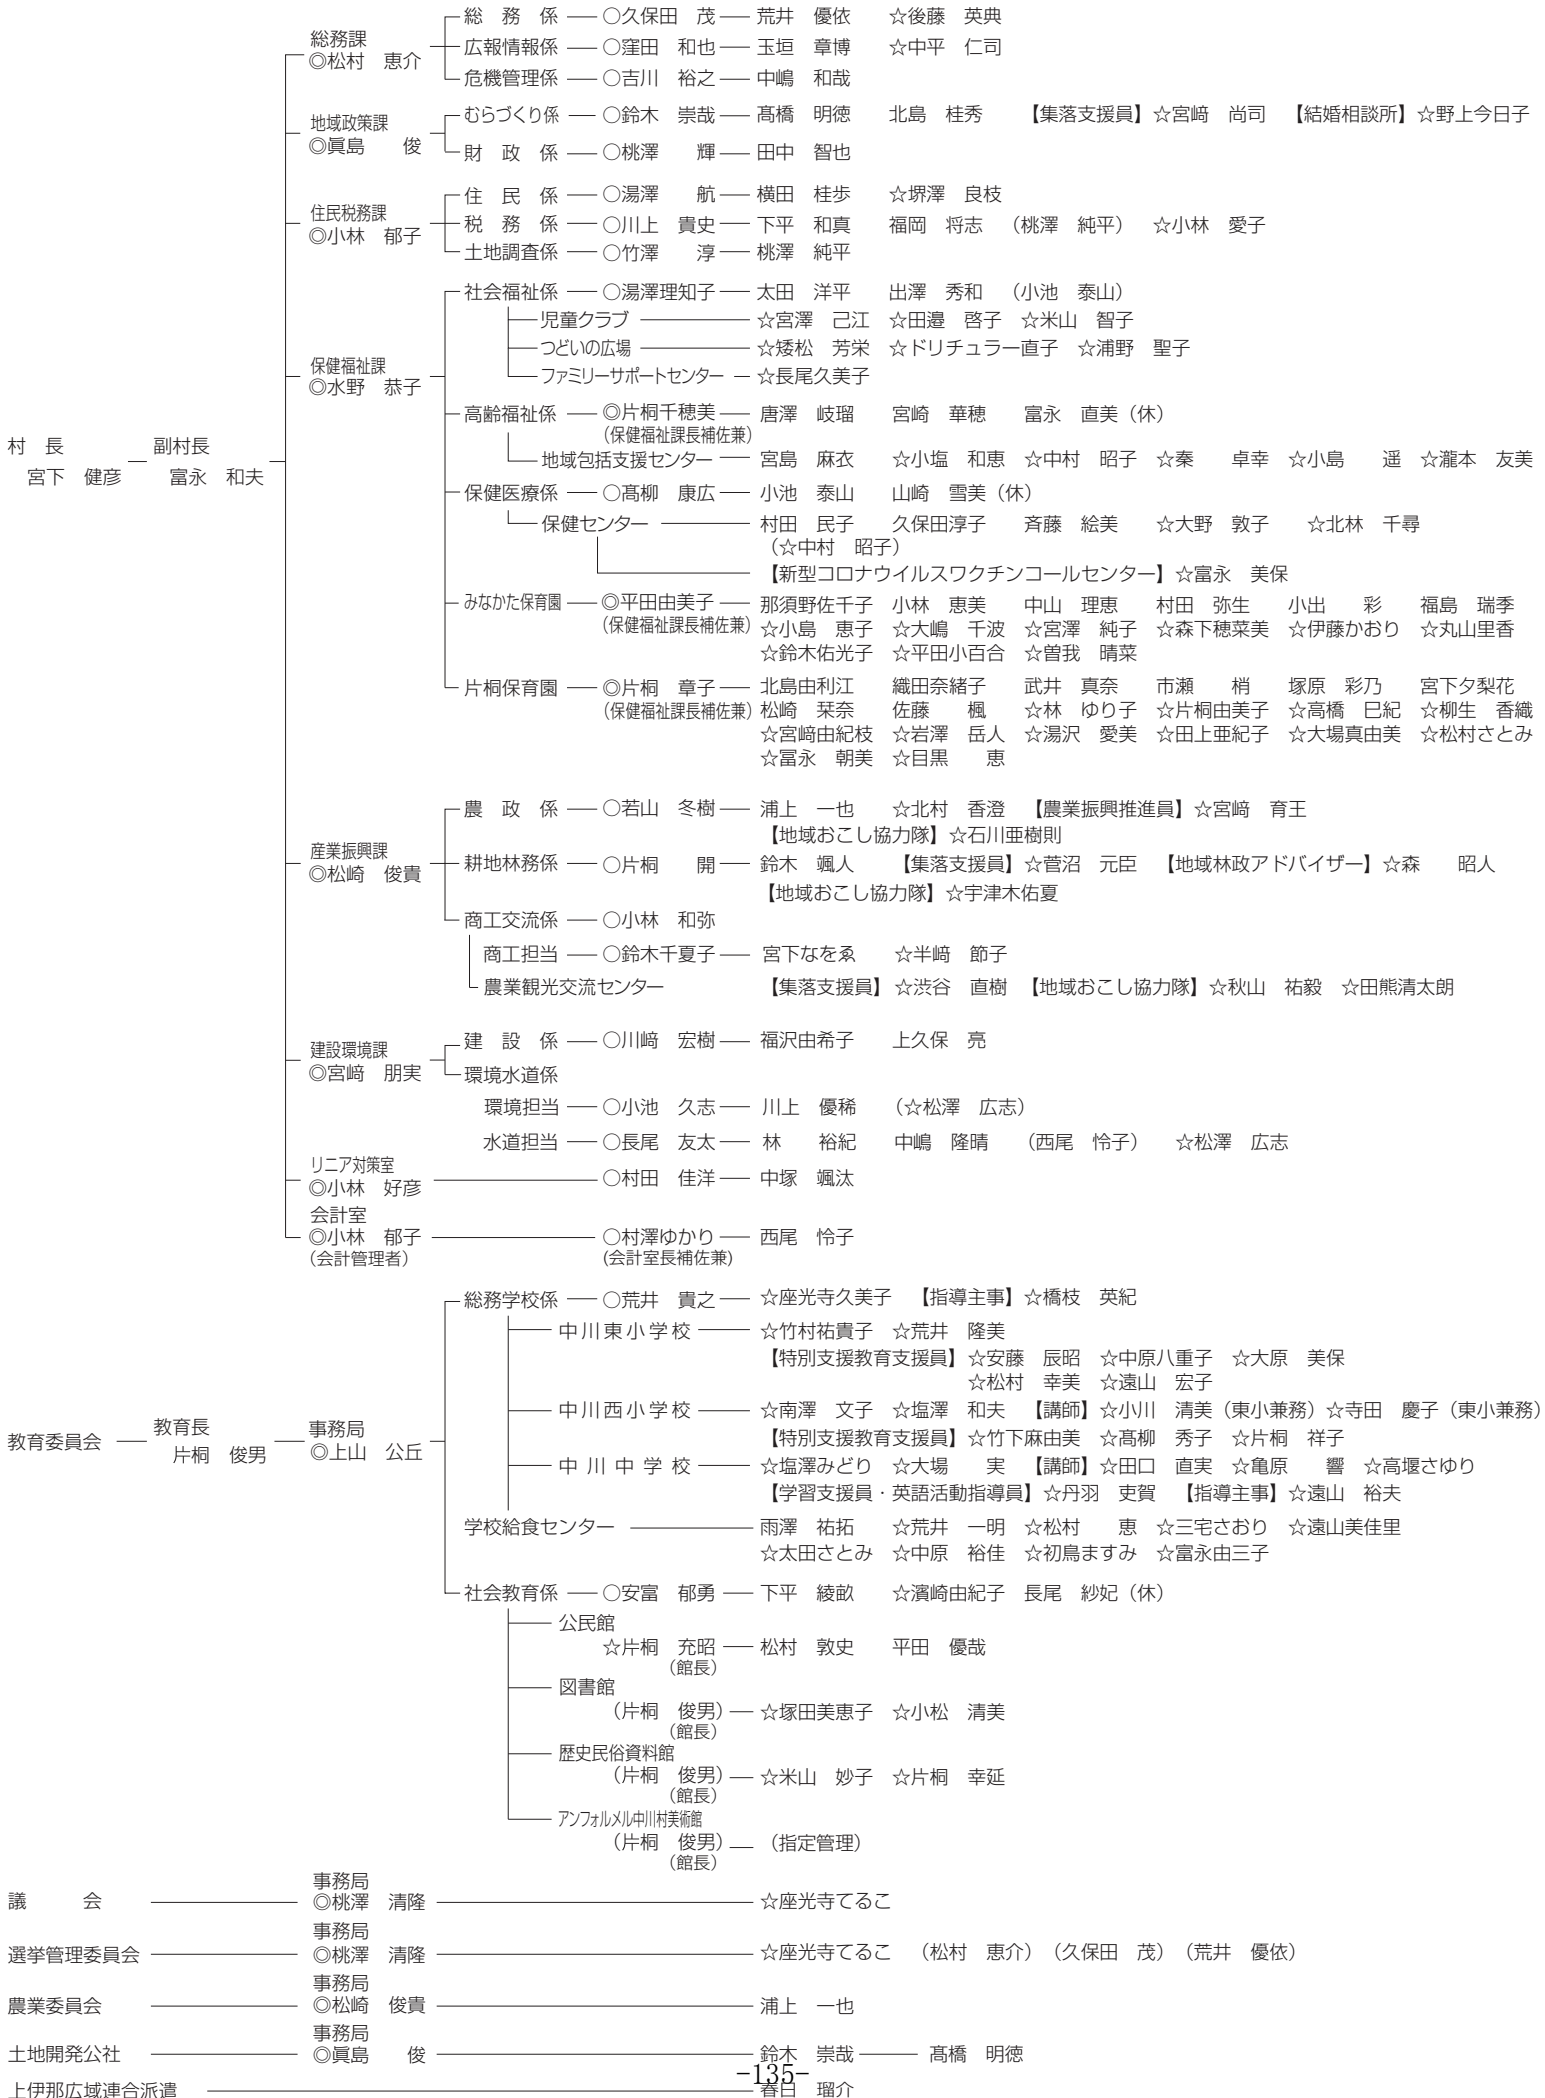 総　務　係 ○久保田　茂 荒井　優依　☆後藤　英典
総務課
◎松村　恵介
広報情報係 ○窪田　和也 玉垣　章博　☆中平　仁司
危機管理係 ○吉川　裕之 中嶋　和哉
むらづくり係 ○鈴木　崇哉 髙橋　明徳　北島　桂秀　【集落支援員】☆宮﨑　尚司　【結婚相談所】☆野上今日子
地域政策課
◎眞島　　俊
財　政　係 ○桃澤　　輝 田中　智也
住　民　係 ○湯澤　　航 横田　桂歩　☆堺澤　良枝
住民税務課
◎小林　郁子
税　務　係 ○川上　貴史 下平　和真　福岡　将志　（桃澤　純平）　☆小林　愛子
土地調査係 ○竹澤　　淳 桃澤　純平
社会福祉係 ○湯澤理知子 太田　洋平　出澤　秀和　（小池　泰山）
児童クラブ ☆宮澤　己江　☆田邉　啓子　☆米山　智子
つどいの広場 ☆矮松　芳栄　☆ドリチュラー直子　☆浦野　聖子
保健福祉課
◎水野　恭子
ファミリーサポートセンター ☆長尾久美子
高齢福祉係 ◎片桐千穂美 唐澤　岐瑠　宮崎　華穂　富永　直美（休）
（保健福祉課長補佐兼）
村　長
宮下　健彦
副村長
富永　和夫
地域包括支援センター 宮島　麻衣　☆小塩　和恵　☆中村　昭子　☆秦　　卓幸　☆小島　　遥　☆瀧本　友美
保健医療係 ○髙柳　康広 小池　泰山　山崎　雪美（休）
保健センター 村田　民子　久保田淳子　斉藤　絵美　☆大野　敦子　☆北林　千尋
（☆中村　昭子）
【新型コロナウイルスワクチンコールセンター】☆富永　美保
みなかた保育園 ◎平田由美子 那須野佐千子　小林　恵美　中山　理恵　村田　弥生　小出　　彩　福島　瑞季
（保健福祉課長補佐兼） ☆小島　恵子　☆大嶋　千波　☆宮澤　純子　☆森下穂菜美　☆伊藤かおり　☆丸山里香
☆鈴木佑光子　☆平田小百合　☆曽我　晴菜
片桐保育園 ◎片桐　章子 北島由利江　織田奈緒子　武井　真奈　市瀬　　梢　塚原　彩乃　宮下夕梨花
（保健福祉課長補佐兼） 松崎　栞奈　佐藤　　楓　☆林　ゆり子　☆片桐由美子　☆高橋　巳紀　☆柳生　香織
☆宮﨑由紀枝　☆岩澤　岳人　☆湯沢　愛美　☆田上亜紀子　☆大場真由美　☆松村さとみ
☆冨永　朝美　☆目黒　　恵
農　政　係 ○若山　冬樹 浦上　一也　☆北村　香澄　【農業振興推進員】☆宮﨑　育王
【地域おこし協力隊】☆石川亜樹則
産業振興課
◎松崎　俊貴
耕地林務係 ○片桐　　開 鈴木　颯人　【集落支援員】☆菅沼　元臣　【地域林政アドバイザー】☆森　　昭人
【地域おこし協力隊】☆宇津木佑夏
商工交流係 ○小林　和弥
商工担当 ○鈴木千夏子 宮下なをゑ　☆半﨑　節子
農業観光交流センター 【集落支援員】☆渋谷　直樹　【地域おこし協力隊】☆秋山　祐毅　☆田熊清太朗
建　設　係 ○川﨑　宏樹 福沢由希子　上久保　亮
建設環境課
◎宮﨑　朋実
環境水道係
環境担当 ○小池　久志 川上　優稀　（☆松澤　広志）
水道担当 ○長尾　友太 林　　裕紀　中嶋　隆晴　（西尾　怜子）　☆松澤　広志
リニア対策室
◎小林　好彦 ○村田　佳洋 中塚　颯汰
会計室
◎小林　郁子 ○村澤ゆかり 西尾　怜子
（会計管理者） (会計室長補佐兼)
総務学校係 ○荒井　貴之 ☆座光寺久美子　【指導主事】☆橋枝　英紀
中川東小学校 ☆竹村祐貴子　☆荒井　隆美
【特別支援教育支援員】☆安藤　辰昭　☆中原八重子　☆大原　美保
☆松村　幸美　☆遠山　宏子
中川西小学校 ☆南澤　文子　☆塩澤　和夫　【講師】☆小川　清美（東小兼務）☆寺田　慶子（東小兼務）
教育委員会
教育長
片桐　俊男
事務局
◎上山　公丘
【特別支援教育支援員】☆竹下麻由美　☆髙柳　秀子　☆片桐　祥子
中川中学校 ☆塩澤みどり　☆大場　　実　【講師】☆田口　直実　☆亀原　　響　☆高堰さゆり
【学習支援員・英語活動指導員】☆丹羽　吏賀　【指導主事】☆遠山　裕夫
学校給食センター 雨澤　祐拓　☆荒井　一明　☆松村　　恵　☆三宅さおり　☆遠山美佳里
☆太田さとみ　☆中原　裕佳　☆初鳥ますみ　☆富永由三子
社会教育係 ○安富　郁勇 下平　綾畝　☆濱崎由紀子　長尾　紗妃（休）
公民館
☆片桐　充昭 松村　敦史　平田　優哉
（館長）
図書館
（片桐　俊男） ☆塚田美恵子　☆小松　清美
（館長）
歴史民俗資料館
（片桐　俊男） ☆米山　妙子　☆片桐　幸延
（館長）
アンフォルメル中川村美術館
（片桐　俊男） （指定管理）
（館長）
事務局
議　　　会 ◎桃澤　清隆 ☆座光寺てるこ
事務局
選挙管理委員会 ◎桃澤　清隆 ☆座光寺てるこ　（松村　恵介）（久保田　茂）（荒井　優依）
事務局
農業委員会 ◎松崎　俊貴 浦上　一也
事務局
土地開発公社 ◎眞島　　俊 鈴木　崇哉 髙橋　明徳
上伊那広域連合派遣 春日　瑠介
-135-